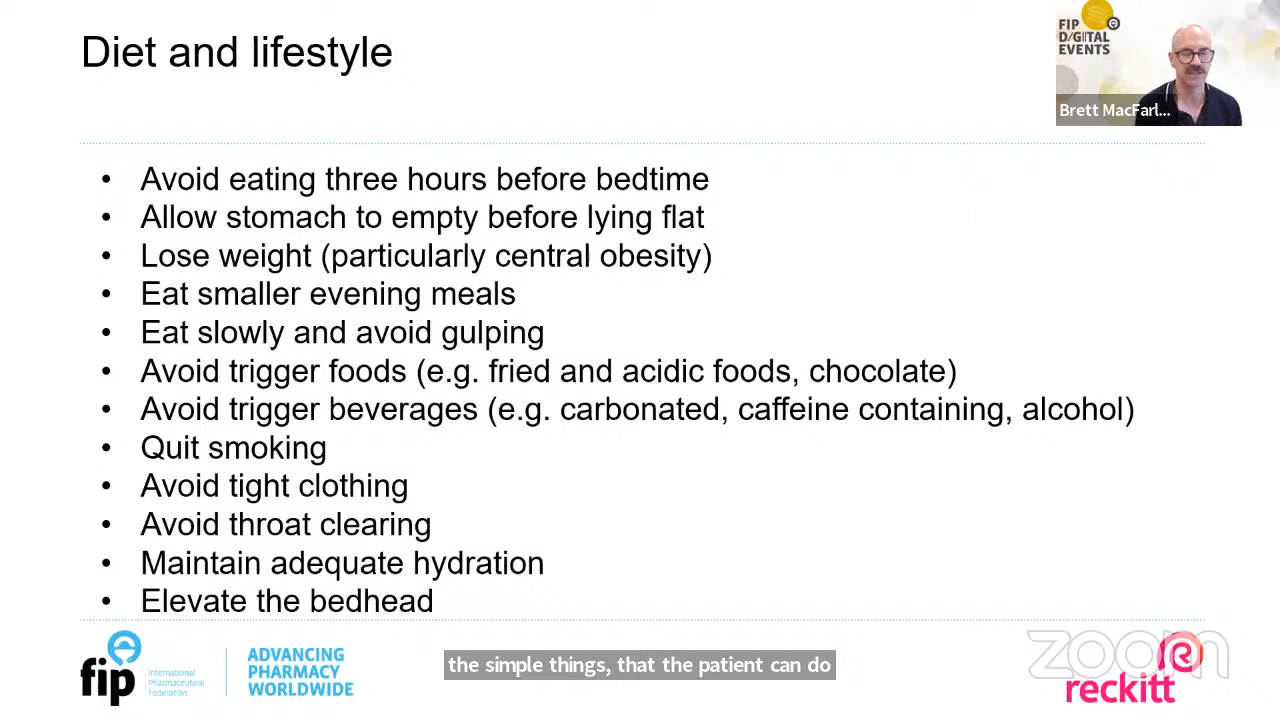 Diet and lifestyle
FIP
DIGITAL
EVENTS
Brett MacFarl...
• Avoid eating three hours before bedtime
• Allow stomach to empty before lying flat
• Lose weight (particularly central obesity)
• Eat smaller evening meals
• Eat slowly and avoid gulping
• Avoid trigger foods (e.g. fried and acidic foods, chocolate)
• Avoid trigger beverages (e.g. carbonated, caffeine containing, alcohol)
• Quit smoking
• Avoid tight clothing
• Avoid throat clearing
• Maintain adequate hydration
• Elevate the bedhead
fip
International
Pharmaceutical
Federation
ADVANCING
PHARMACY
WORLDWIDE
the simple things, that the patient can do
zoom
reckitt